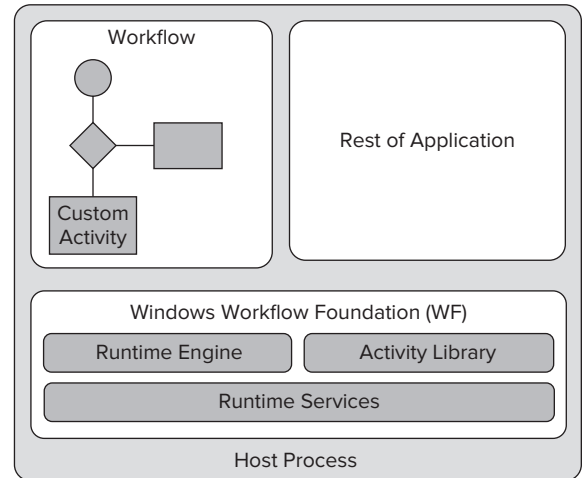 Workflow
Custom
Activity
Rest of Application
Windows Workflow Foundation (WF)
Runtime Engine
Activity Library
Runtime Services
Host Process